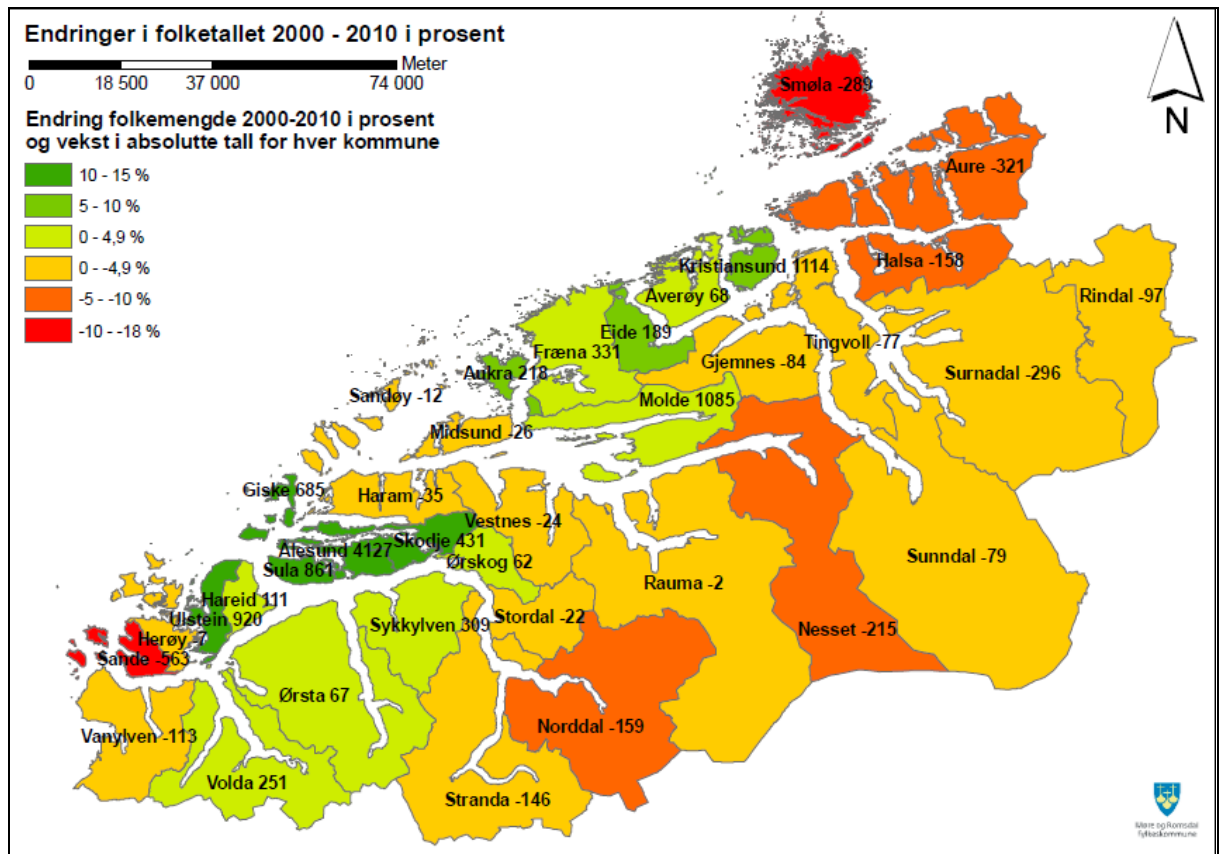 Endringer i folketallet 2000 - 2010 i prosent
Meter
0 18 500 37 000 74 000
Endring folkemengde 2000-2010 i prosent
og vekst i absolutte tall for hver kommune
10 - 15 %
5 - 10 %
0 - 4,9 %
0 - -4,9 %
-5 - -10 %
-10 - -18 %
N
Smøla -289
Aure -321
Halsa -158
Kristiansund 1114
Averøy 68
Rindal -97
Eide 189
Tingvoll -77
Fræna 331
Gjemnes -84
Surnadal -296
Aukra 218
Sandøy -12
Molde 1085
Midsund -26
Giske 685
Haram -35
Vestnes -24
Skodje 431
Ålesund 4127
Ørskog 62
Sula 861
Sunndal -79
Rauma -2
Hareid 111
Ulstein 920
Stordal -22
Sykkylven 309
Nesset -215
Herøy -7
Sande -563
Ørsta 67
Norddal -159
Vanylven -113
Volda 251
Stranda -146
Møre og Romsdal
fylkeskommune